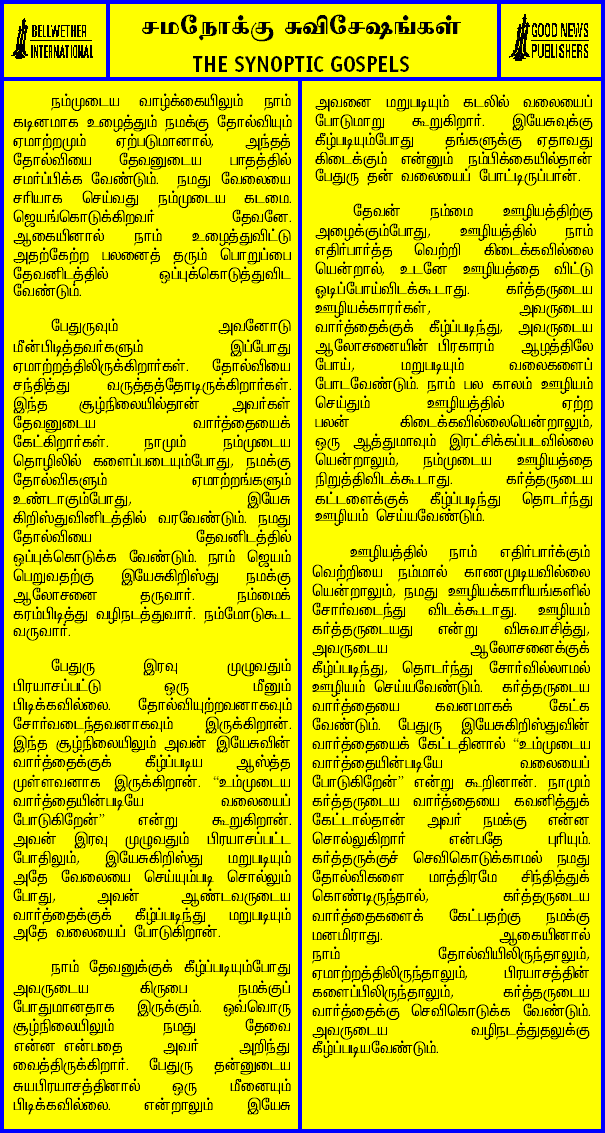 BELLWETHER
INTERNATIONAL
சமநோக்கு சுவிசேஷங்கள்
THE SYNOPTIC GOSPELS
GOOD NEWS
PUBLISHERS
நம்முடைய வாழ்க்கையிலும் நாம்
கடினமாக உழைத்தும் நமக்கு தோல்வியும்
ஏமாற்றமும் ஏற்படுமானால், அந்தத்
தோல்வியை தேவனுடைய பாதத்தில்
சமர்ப்பிக்க வேண்டும். நமது வேலையை
சரியாக செய்வது நம்முடைய கடமை.
ஜெயங்கொடுக்கிறவர் தேவனே.
ஆகையினால் நாம் உழைத்துவிட்டு
அதற்கேற்ற பலனைத் தரும் பொறுப்பை
தேவனிடத்தில் ஒப்புக்கொடுத்துவிட
வேண்டும்.
பேதுருவும் அவனோடு
மீன்பிடித்தவர்களும் இப்போது
ஏமாற்றத்திலிருக்கிறார்கள். தோல்வியை
சந்தித்து வருத்தத்தோடிருக்கிறார்கள்.
இந்த சூழ்நிலையில்தான் அவர்கள்
தேவனுடைய வார்த்தையைக்
கேட்கிறார்கள். நாமும் நம்முடைய
தொழிலில் களைப்படையும்போது, நமக்கு
தோல்விகளும் ஏமாற்றங்களும்
உண்டாகும்போது, இயேசு
கிறிஸ்துவினிடத்தில் வரவேண்டும். நமது
தோல்வியை தேவனிடத்தில்
ஒப்புக்கொடுக்க வேண்டும். நாம் ஜெயம்
பெறுவதற்கு இயேசுகிறிஸ்து நமக்கு
ஆலோசனை தருவார். நம்மைக்
கரம்பிடித்து வழிநடத்துவார். நம்மோடுகூட
வருவார்.
பேதுரு இரவு முழுவதும்
பிரயாசப்பட்டு ஒரு மீனும்
பிடிக்கவில்லை. தோல்வியுற்றவனாகவும்
சோர்வடைந்தவனாகவும் இருக்கிறான்.
இந்த சூழ்நிலையிலும் அவன் இயேசுவின்
வார்த்தைக்குக் கீழ்ப்படிய ஆஸ்த்த
முள்ளவனாக இருக்கிறான். “உம்முடைய
வார்த்தையின்படியே வலையைப்
போடுகிறேன்” என்று கூறுகிறான்.
அவன் இரவு முழுவதும் பிரயாசப்பட்ட
போதிலும், இயேசுகிறிஸ்து மறுபடியும்
அதே வேலையை செய்யும்படி சொல்லும்
போது, அவன் ஆண்டவருடைய
வார்த்தைக்குக் கீழ்ப்படிந்து மறுபடியும்
அதே வலையைப் போடுகிறான்.
நாம் தேவனுக்குக் கீழ்ப்படியும்போது
அவருடைய கிருபை நமக்குப்
போதுமானதாக இருக்கும். ஒவ்வொரு
சூழ்நிலையிலும் நமது தேவை
என்ன என்பதை அவர் அறிந்து
வைத்திருக்கிறார். பேதுரு தன்னுடைய
சுயபிரயாசத்தினால் ஒரு மீனையும்
பிடிக்கவில்லை. என்றாலும் இயேசு
அவனை மறுபடியும் கடலில் வலையைப்
போடுமாறு கூறுகிறார். இயேசுவுக்கு
கீழ்படியும்போது தங்களுக்கு ஏதாவது
கிடைக்கும் என்னும் நம்பிக்கையில்தான்
பேதுரு தன் வலையைப் போட்டிருப்பான்.
தேவன் நம்மை ஊழியத்திற்கு
அழைக்கும்போது, ஊழியத்தில் நாம்
எதிர்பார்த்த வெற்றி கிடைக்கவில்லை
யென்றால், உடனே ஊழியத்தை விட்டு
ஓடிப்போய்விடக்கூடாது. கர்த்தருடைய
ஊழியக்காரர்கள், அவருடைய
வார்த்தைக்குக் கீழ்ப்படிந்து, அவருடைய
ஆலோசனையின் பிரகாரம் ஆழத்திலே
போய், மறுபடியும் வலைகளைப்
போடவேண்டும். நாம் பல காலம் ஊழியம்
செய்தும் ஊழியத்தில் ஏற்ற
பலன் கிடைக்கவில்லையென்றாலும்,
ஒரு ஆத்துமாவும் இரட்சிக்கப்படவில்லை
யென்றாலும், நம்முடைய ஊழியத்தை
நிறுத்திவிடக்கூடாது. கர்த்தருடைய
கட்டளைக்குக் கீழ்ப்படிந்து தொடர்ந்து
ஊழியம் செய்யவேண்டும்.
ஊழியத்தில் நாம் எதிர்பார்க்கும்
வெற்றியை நம்மால் காணமுடியவில்லை
யென்றாலும், நமது ஊழியக்காரியங்களில்
சோர்வடைந்து விடக்கூடாது. ஊழியம்
கர்த்தருடையது என்று விசுவாசித்து,
அவருடைய ஆலோசனைக்குக்
கீழ்ப்படிந்து, தொடர்ந்து சோர்வில்லாமல்
ஊழியம் செய்யவேண்டும். கர்த்தருடைய
வார்த்தையை கவனமாகக் கேட்க
வேண்டும். பேதுரு இயேசுகிறிஸ்துவின்
வார்த்தையைக் கேட்டதினால் “உம்முடைய
வார்த்தையின்படியே வலையைப்
போடுகிறேன்” என்று கூறினான். நாமும்
கர்த்தருடைய வார்த்தையை கவனித்துக்
கேட்டால்தான் அவர் நமக்கு என்ன
சொல்லுகிறார் என்பதே புரியும்.
கர்த்தருக்குச் செவிகொடுக்காமல் நமது
தோல்விகளை மாத்திரமே சிந்தித்துக்
கொண்டிருந்தால், கர்த்தருடைய
வார்த்தைகளைக் கேட்பதற்கு நமக்கு
மனமிராது. ஆகையினால்
நாம் தோல்வியிலிருந்தாலும்,
ஏமாற்றத்திலிருந்தாலும், பிரயாசத்தின்
களைப்பிலிருந்தாலும், கர்த்தருடைய
வார்த்தைக்கு செவிகொடுக்க வேண்டும்.
அவருடைய வழிநடத்துதலுக்கு
கீழ்ப்படியவேண்டும்.